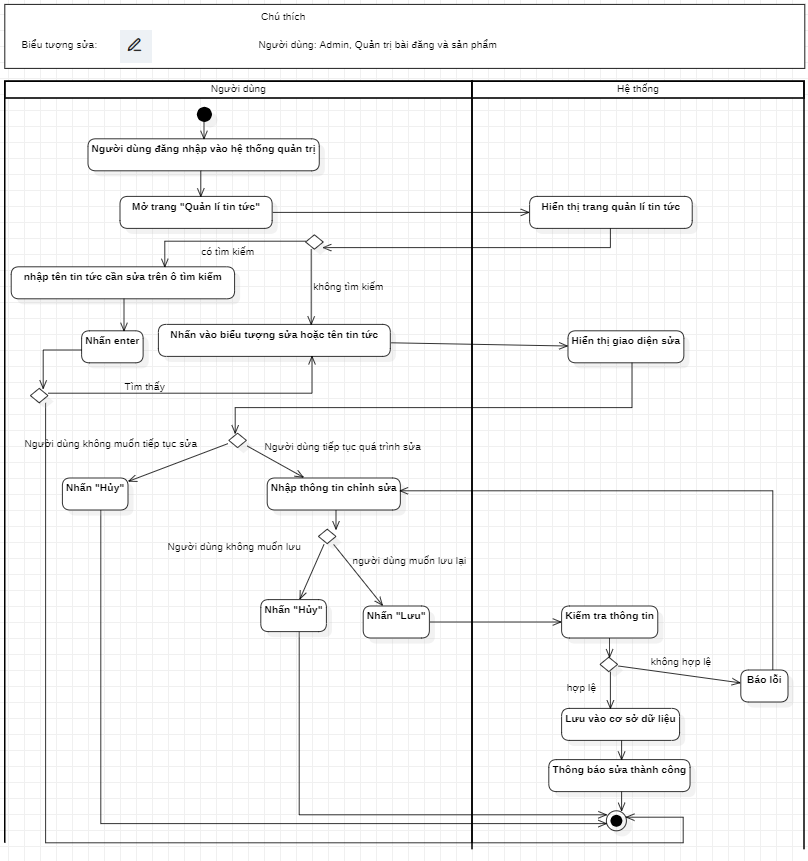 Chú thích
Biểu tượng sửa:
Người dùng: Admin, Quản trị bài đăng và sản phẩm
Người dùng
Hệ thống
Người dùng đăng nhập vào hệ thống quản trị
Mở trang "Quản lí tin tức"
Hiển thị trang quản lí tin tức
có tìm kiếm
nhập tên tin tức cần sửa trên ô tìm kiếm
không tìm kiếm
Nhấn enter
Nhấn vào biểu tượng sửa hoặc tên tin tức
Hiển thị giao diện sửa
Tìm thấy
Người dùng không muốn tiếp tục sửa
Người dùng tiếp tục quá trình sửa
Nhấn "Hủy"
Nhập thông tin chỉnh sửa
Người dùng không muốn lưu
người dùng muốn lưu lại
Nhấn "Hủy"
Nhấn "Lưu"
Kiểm tra thông tin
không hợp lệ
Báo lỗi
hợp lệ
Lưu vào cơ sở dữ liệu
Thông báo sửa thành công